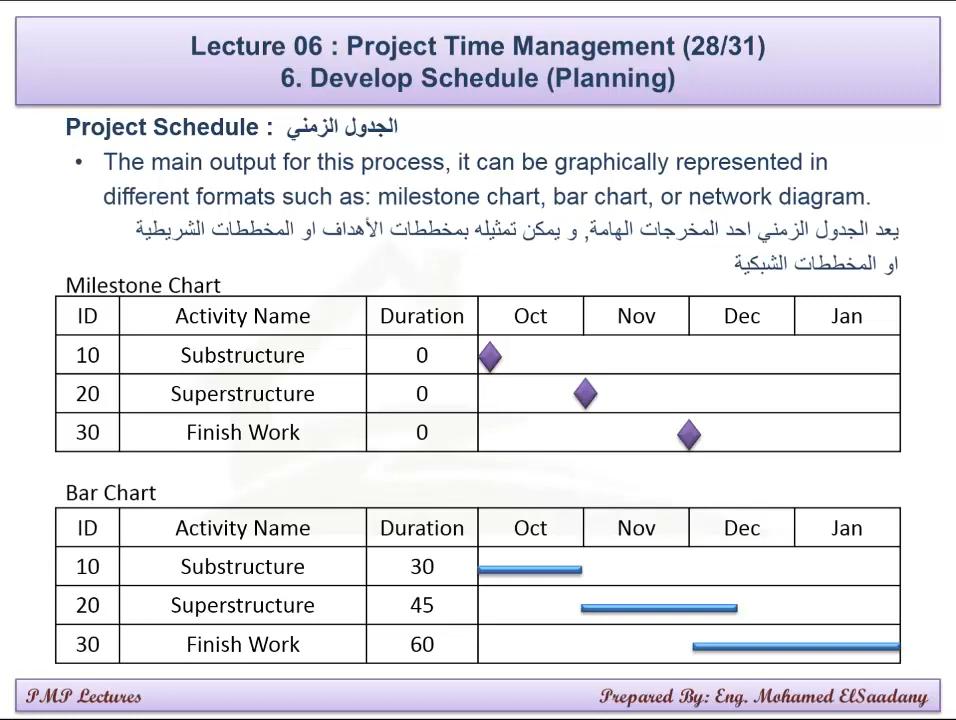 Lecture 06 : Project Time Management (28/31)
6. Develop Schedule (Planning)
Project Schedule : الجدول الزمني
• The main output for this process, it can be graphically represented in
different formats such as: milestone chart, bar chart, or network diagram.
يعد الجدول الزمني احد المخرجات الهامة, و يمكن تمثيله بمخططات الأهداف او المخططات الشريطية
او المخططات الشبكية
Milestone Chart
ID Activity Name Duration Oct Nov Dec Jan
10 Substructure 0
20 Superstructure 0
30 Finish Work 0
Bar Chart
ID Activity Name Duration Oct Nov Dec Jan
10 Substructure 30
20 Superstructure 45
30 Finish Work 60
PMP Lectures Prepared By: Eng. Mohamed ElSaadany